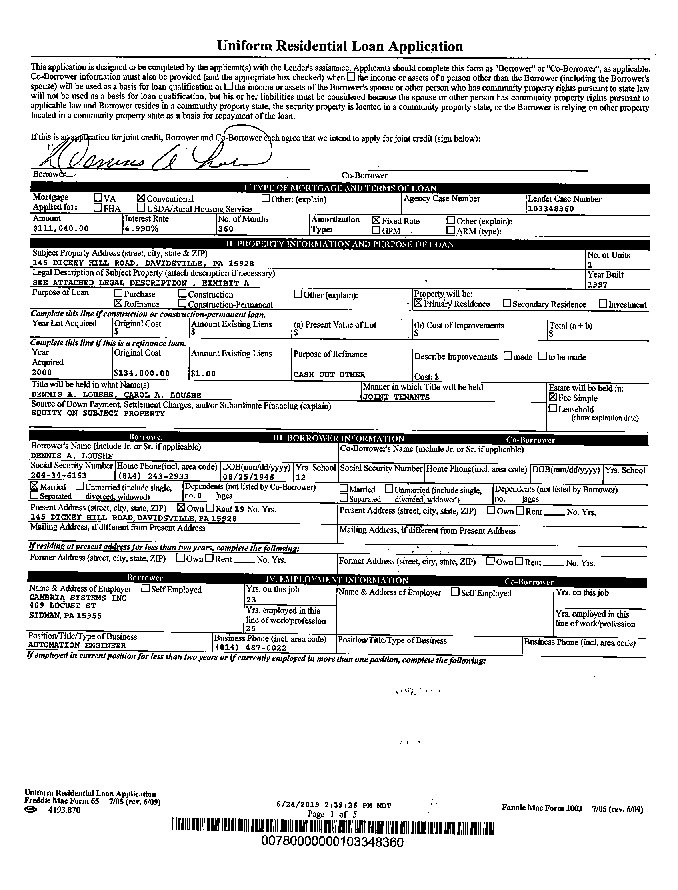 Uniform Residential Loan Application
This application is designed to be completed by the applicant(s) with the Lender's assistance. Applicants should complete this form as "Borrower" or "Co-Borrower", as applicable.
Co-Borrower information must also be provided (and the appropriate box checked) when ☐ the income or assets of a person other than the Borrower (including the Borrower's
spouse) will be used as a basis for loan qualification or ☐ the income or assets of the Borrower's spouse or other person who has community property rights pursuant to state law
will not be used as a basis for loan qualification, but his or her liabilities must be considered because the spouse or other person has community property rights pursuant to
applicable law and Borrower resides in a community property state, the security property is located in a community property state, or the Borrower is relying on other property
located in a community property state as a basis for repayment of the loan.
If this is an application for joint credit, Borrower and Co-Borrower each agree that we intend to apply for joint credit (sign below):
Borrower Co-Borrower
I. TYPE OF MORTGAGE AND TERMS OF LOAN
Mortgage ☐ VA ☒ Conventional ☐ Other: (explain) Agency Case Number Lender Case Number
Applied for: ☐ FHA ☐ USDA/Rural Housing Service 103348360
Amount Interest Rate No. of Months Amortization ☒ Fixed Rate ☐ Other (explain):
$111,040.00 4.990% 360 Type: ☐ GPM ☐ ARM (type):
II. PROPERTY INFORMATION AND PURPOSE OF LOAN
Subject Property Address (street, city, state & ZIP) No. of Units
145 DICKEY HILL ROAD, DAVIDSVILLE, PA 15928 1
Legal Description of Subject Property (attach description if necessary) Year Built
SEE ATTACHED LEGAL DESCRIPTION , EXHIBIT A 1997
Purpose of Loan ☐ Purchase ☐ Construction ☐ Other (explain): Property will be:
☒ Refinance ☐ Construction-Permanent ☒ Primary Residence ☐ Secondary Residence ☐ Investment
Complete this line if construction or construction-permanent loan.
Year Lot Acquired Original Cost Amount Existing Liens (a) Present Value of Lot (b) Cost of Improvements Total (a + b)
$ $ $ $ $
Complete this line if this is a refinance loan.
Year Original Cost Amount Existing Liens Purpose of Refinance Describe Improvements ☐ made ☐ to be made
Acquired
2000 $134,000.00 $1.00 CASH OUT OTHER Cost: $
Title will be held in what Name(s) Manner in which Title will be held Estate will be held in:
DENNIS A. LOUSHE, CAROL A. LOUSHE JOINT TENANTS ☒ Fee Simple
Source of Down Payment, Settlement Charges, and/or Subordinate Financing (explain) ☐ Leasehold
EQUITY ON SUBJECT PROPERTY (show expiration date)
Borrower III. BORROWER INFORMATION Co-Borrower
Borrower's Name (include Jr. or Sr. if applicable) Co-Borrower's Name (include Jr. or Sr. if applicable)
DENNIS A. LOUSHE
Social Security Number Home Phone(incl. area code) DOB(mm/dd/yyyy) Yrs. School Social Security Number Home Phone(incl. area code) DOB(mm/dd/yyyy) Yrs. School
(814) 243-2933 08/25/1946 12
☒ Married ☐ Unmarried (include single, Dependents (not listed by Co-Borrower) ☐ Married ☐ Unmarried (include single, Dependents (not listed by Borrower)
☐ Separated divorced, widowed) no. 0 ages ☐ Separated divorced, widowed) no. ages
Present Address (street, city, state, ZIP) ☒ Own ☐ Rent 19 No. Yrs. Present Address (street, city, state, ZIP) ☐ Own ☐ Rent ____ No. Yrs.
145 DICKEY HILL ROAD,DAVIDSVILLE,PA 15928
Mailing Address, if different from Present Address Mailing Address, if different from Present Address
If residing at present address for less than two years, complete the following:
Former Address (street, city, state, ZIP) ☐ Own ☐ Rent ____ No. Yrs. Former Address (street, city, state, ZIP) ☐ Own ☐ Rent ____ No. Yrs.
Borrower IV. EMPLOYMENT INFORMATION Co-Borrower
Name & Address of Employer ☐ Self Employed Yrs. on this job Name & Address of Employer ☐ Self Employed Yrs. on this job
CAMBRIA SYSTEMS INC 23
409 LOCUST ST Yrs. employed in this Yrs. employed in this
SIDMAN, PA 15955 line of work/profession line of work/profession
25
Position/Title/Type of Business Business Phone (incl. area code) Position/Title/Type of Business Business Phone (incl. area code)
AUTOMATION ENGINEER (814) 487-0022
If employed in current position for less than two years or if currently employed in more than one position, complete the following:
Uniform Residential Loan Application
Freddie Mac Form 65 7/05 (rev. 6/09) 6/24/2019 2:39:36 PM MDT Fannie Mae Form 1003 7/05 (rev. 6/09)
4193.870 Page 1 of 5
00780000000103348360